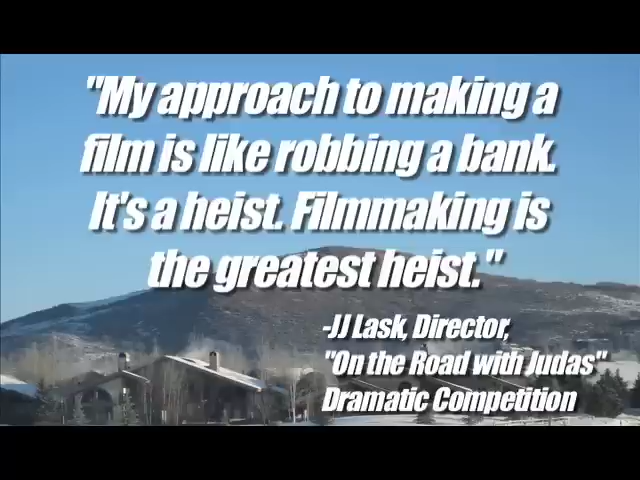 "My approach to making a
film is like robbing a bank.
It's a heist. Filmmaking is
the greatest heist."
-JJ Lask, Director,
"On the Road with Judas"
Dramatic Competition